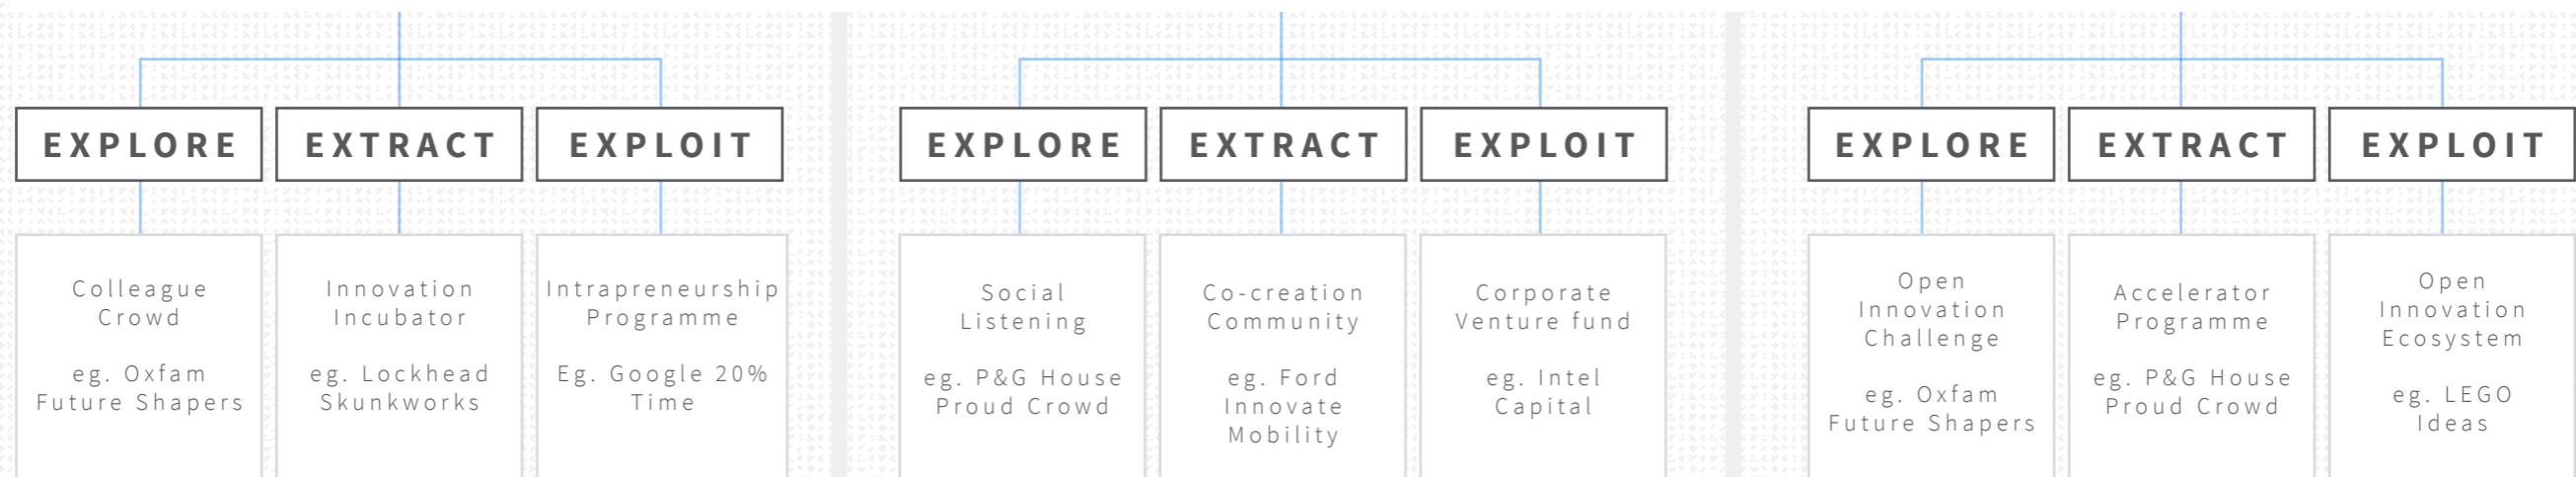 EXPLORE
EXTRACT
EXPLOIT
Colleague
Crowd
eg. Oxfam
Future Shapers
Innovation
Incubator
eg. Lockhead
Skunkworks
Intrapreneurship
Programme
Eg. Google 20%
Time
EXPLORE
EXTRACT
EXPLOIT
Social
Listening
eg. P&G House
Proud Crowd
Co-creation
Community
eg. Ford
Innovate
Mobility
Corporate
Venture fund
eg. Intel
Capital
EXPLORE
EXTRACT
EXPLOIT
Open
Innovation
Challenge
eg. Oxfam
Future Shapers
Accelerator
Programme
eg. P&G House
Proud Crowd
Open
Innovation
Ecosystem
eg. LEGO
Ideas